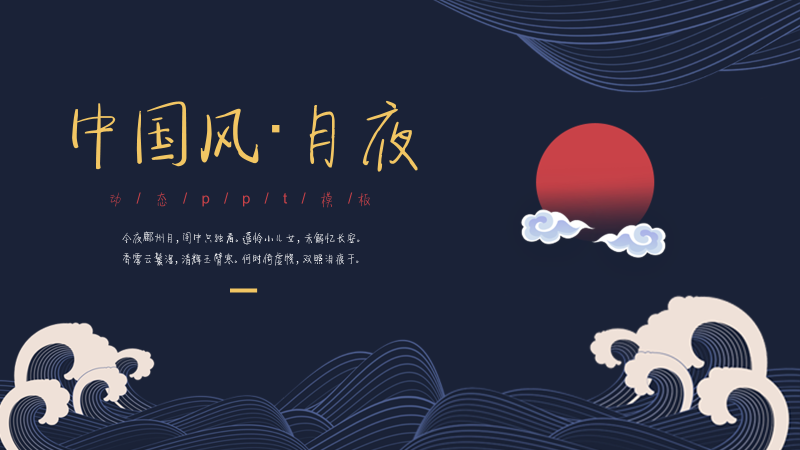 中国风·月夜
动/态/p/p/t/模/板
今夜鄜州月，闺中只独看。遥怜小儿女，未解忆长安。
香雾云鬟湿，清辉玉臂寒。何时倚虚幌，双照泪痕干。